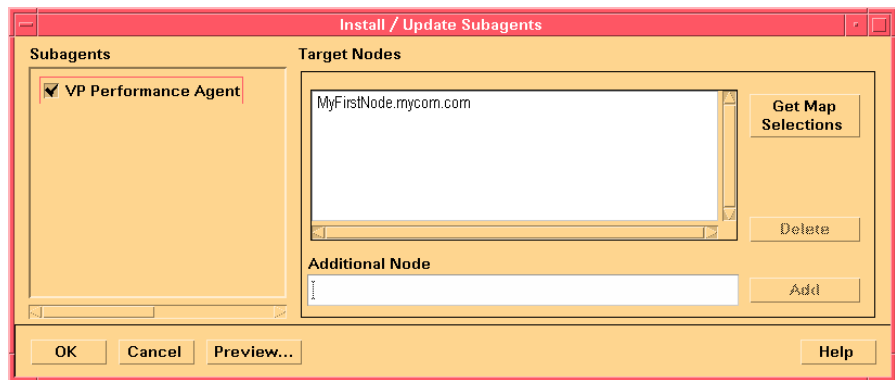 Install / Update Subagents
Subagents
Target Nodes
VP Performance Agent
MyFirstNode.mycom.com
Get Map
Selections
Delete
Additional Node
Add
OK
Cancel
Preview...
Help